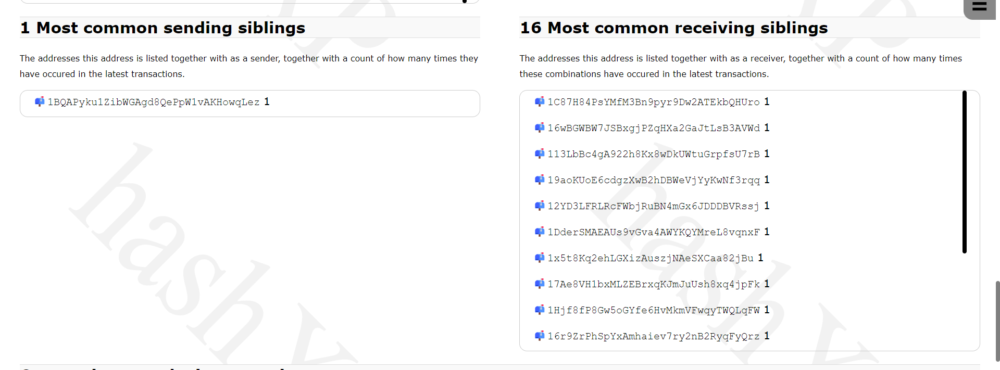 1 Most common sending siblings
The addresses this address is listed together with as a sender, together with a count of how many times they
have occured in the latest transactions.
1BQAPyku1ZibWGAgd8QePpW1vAKHowqLez 1
16 Most common receiving siblings
The addresses this address is listed together with as a receiver, together with a count of how many times
these combinations have occured in the latest transactions.
1C87H84PsYMfM3Bn9pyr9Dw2ATEkbQHUro 1
16wBGWBW7JSBxgjPZqHXa2GaJtLsB3AVWd 1
113LbBc4gA922h8Kx8wDkUWtuGrpfsU7rB 1
19aoKUoE6cdgzXwB2hDBWeVjYyKwNf3rqq 1
12YD3LFRLRcFWbjRuBN4mGx6JDDDBVRssj 1
1DderSMAEAUs9vGva4AWYKQYMreL8vqnxF 1
1x5t8Kq2ehLGXizAuszjNAeSXCaa82jBu 1
17Ae8VH1bxMLZEBrxqKJmJuUsh8xq4jpFk 1
1Hjf8fP8Gw5oGYfe6HvMkmVFwqyTWQLqFW 1
16r9ZrPhSpYxAmhaiev7ry2nB2RyqFyQrz 1